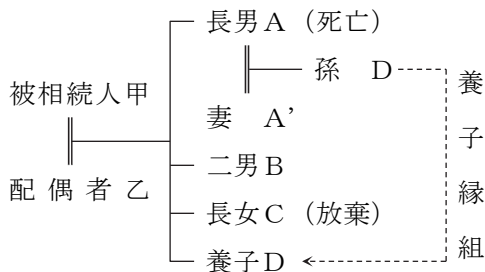 長男A（死亡）
孫　D
被相続人甲
妻　A’
配偶者乙
二男B
長女C（放棄）
養子D
養子縁組